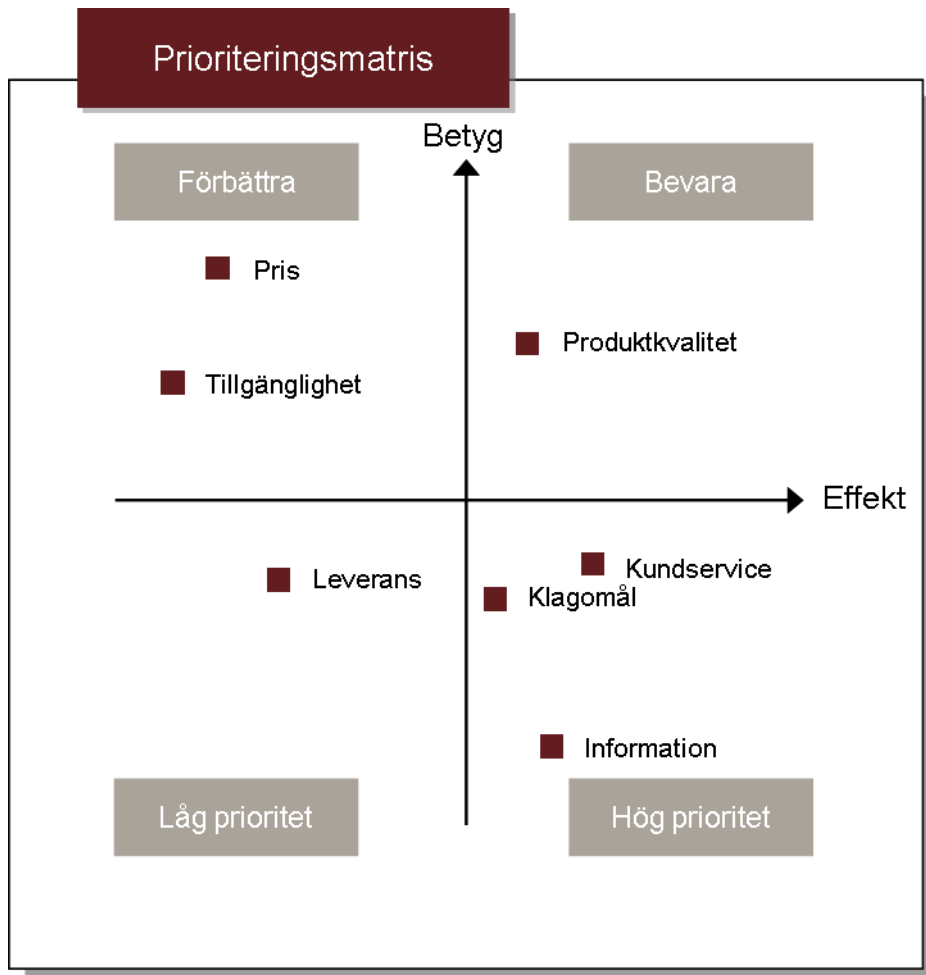 Prioriteringsmatris
Betyg
Förbättra
Bevara
Pris
Produktkvalitet
Tillgänglighet
Effekt
Leverans
Kundservice
Klagomål
Information
Låg prioritet
Hög prioritet